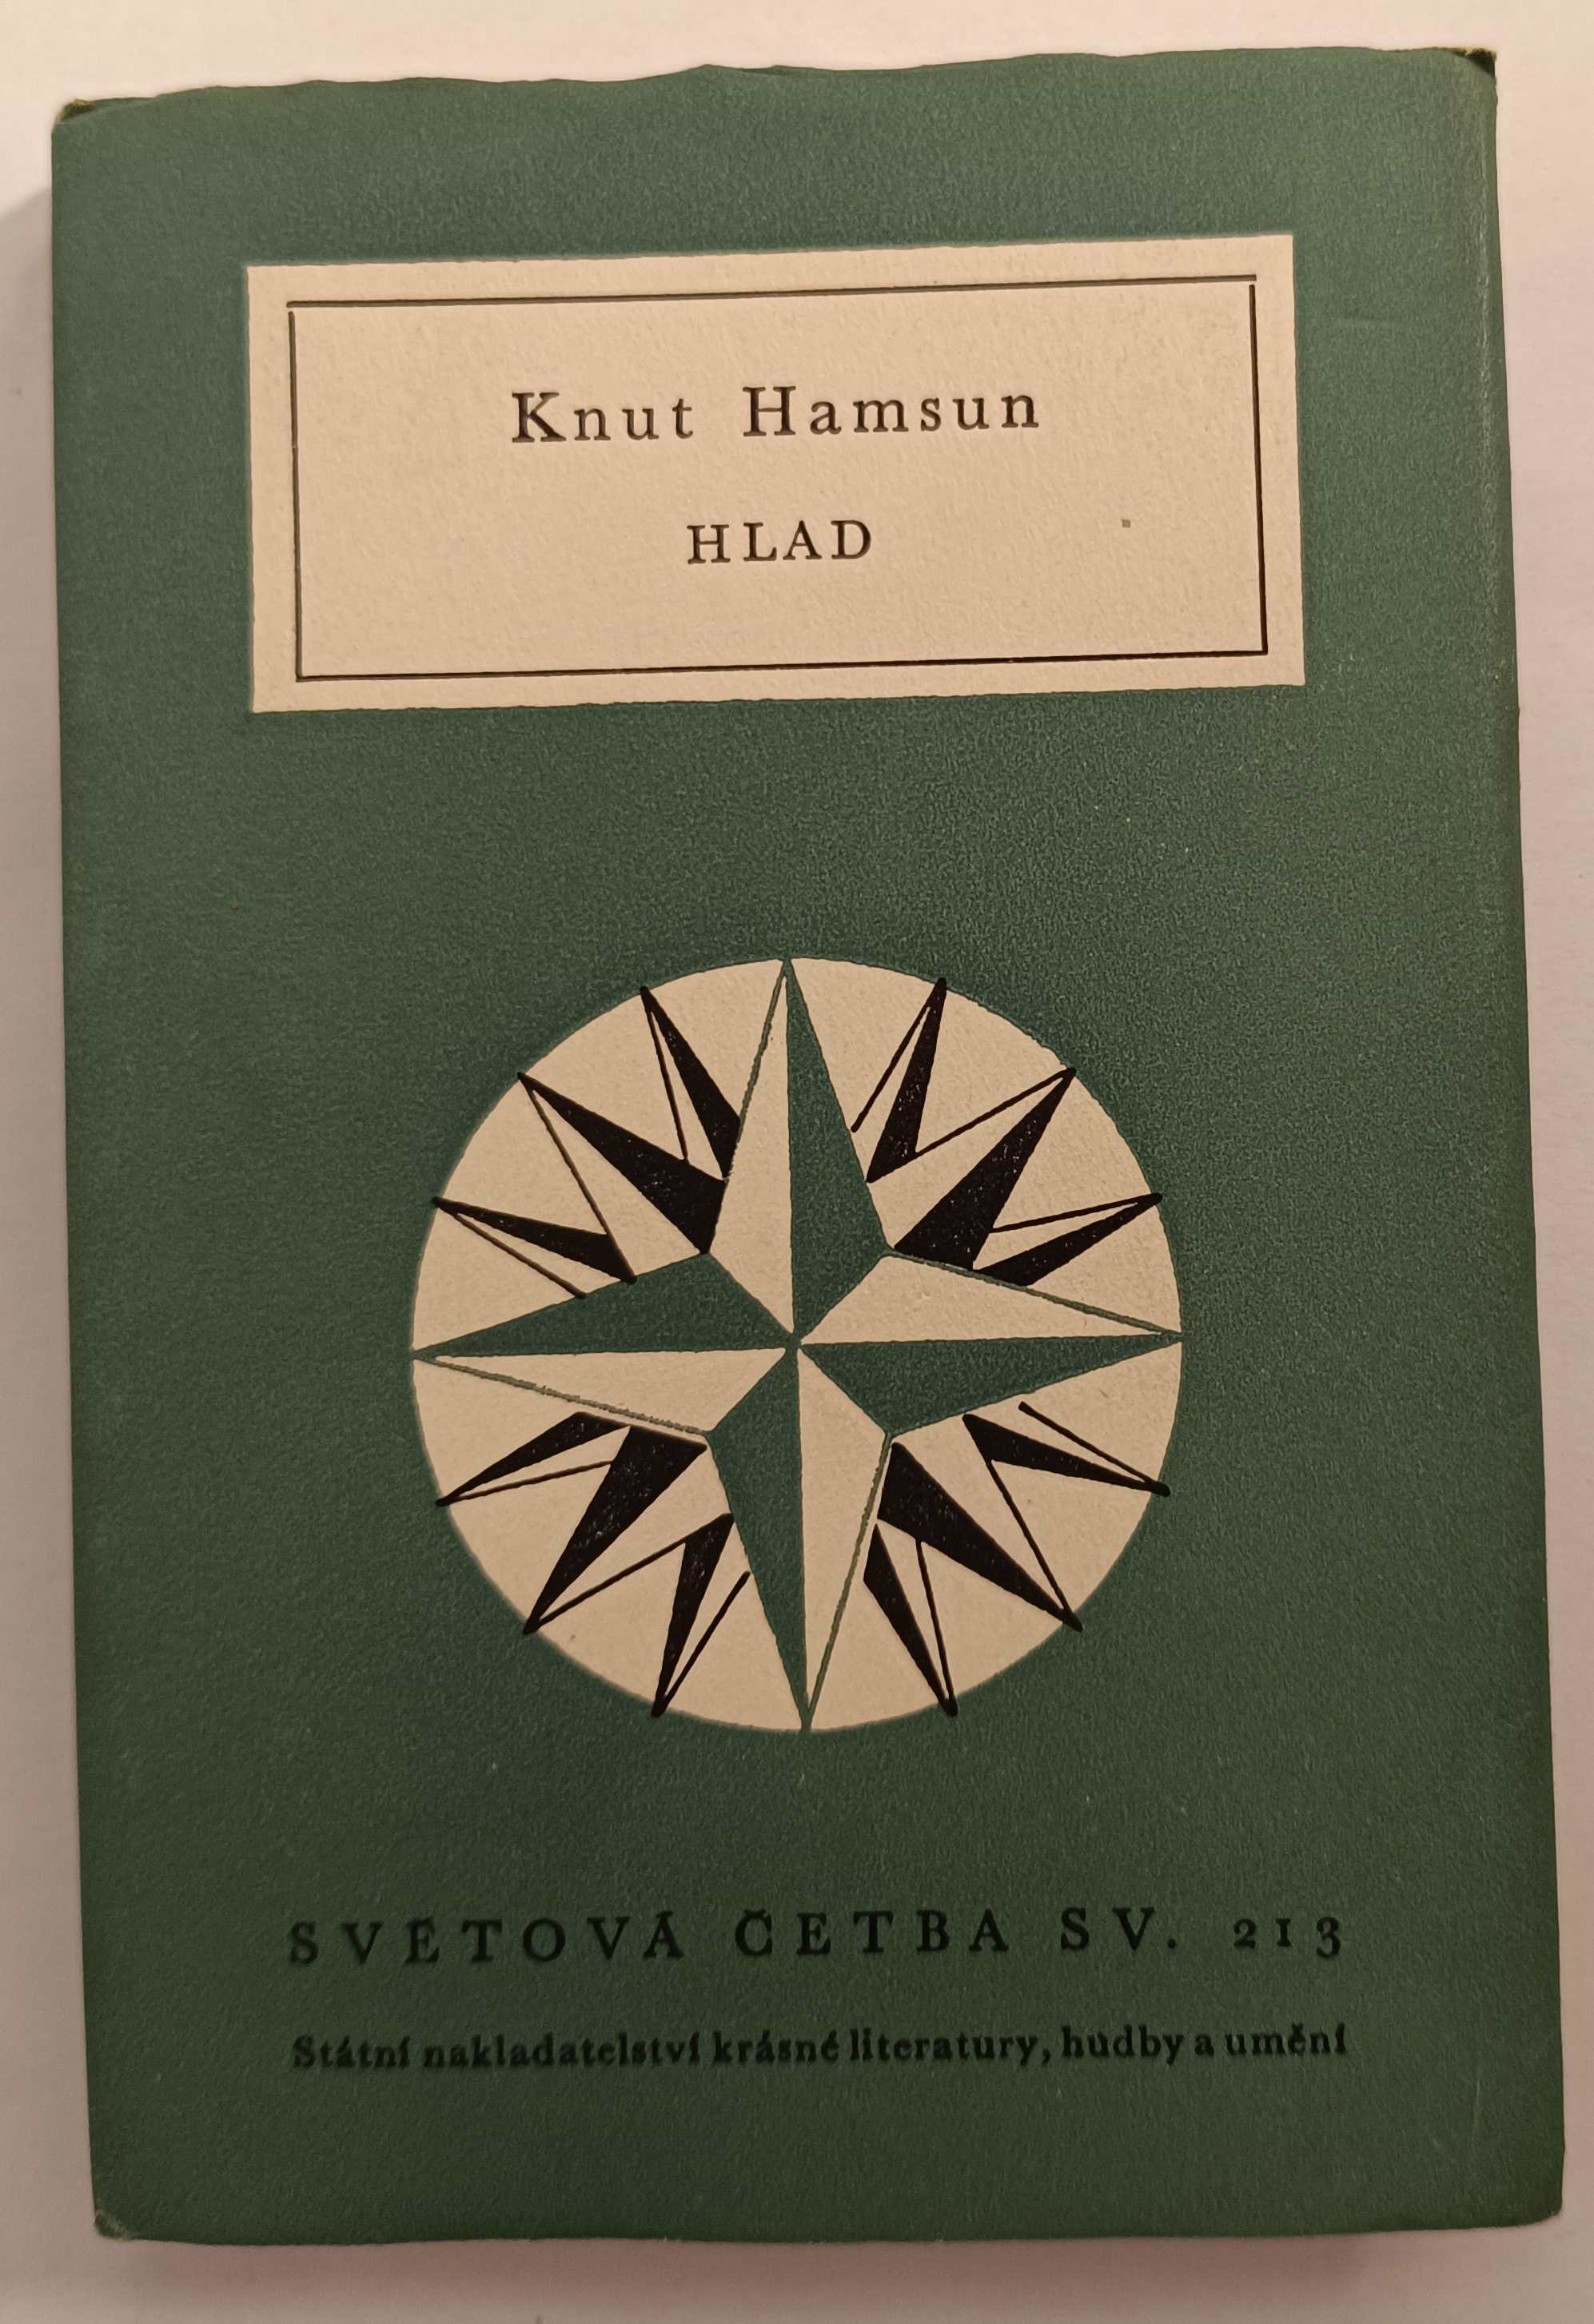 Knut Hamsun
HLAD
SVĚTOVÁ ČETBA SV. 213
Státní nakladatelství krásné literatury, hudby a umění